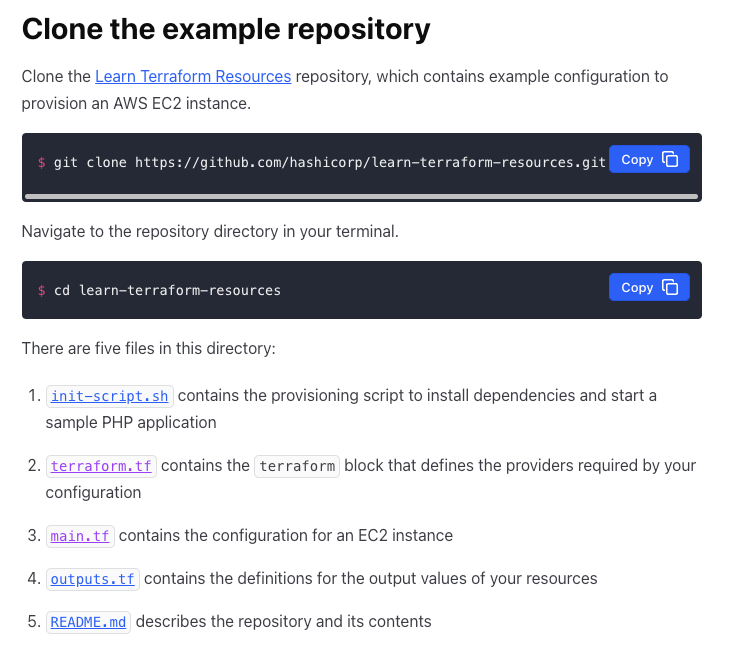 Clone the example repository
Clone the Learn Terraform Resources repository, which contains example configuration to
provision an AWS EC2 instance.
$ git clone https://github.com/hashicorp/learn-terraform-resources.git
Copy
Navigate to the repository directory in your terminal.
$ cd learn-terraform-resources
Copy
There are five files in this directory:
1. init-script.sh contains the provisioning script to install dependencies and start a
sample PHP application
2. terraform.tf contains the terraform block that defines the providers required by your
configuration
3. main.tf contains the configuration for an EC2 instance
4. outputs.tf contains the definitions for the output values of your resources
5. README.md describes the repository and its contents